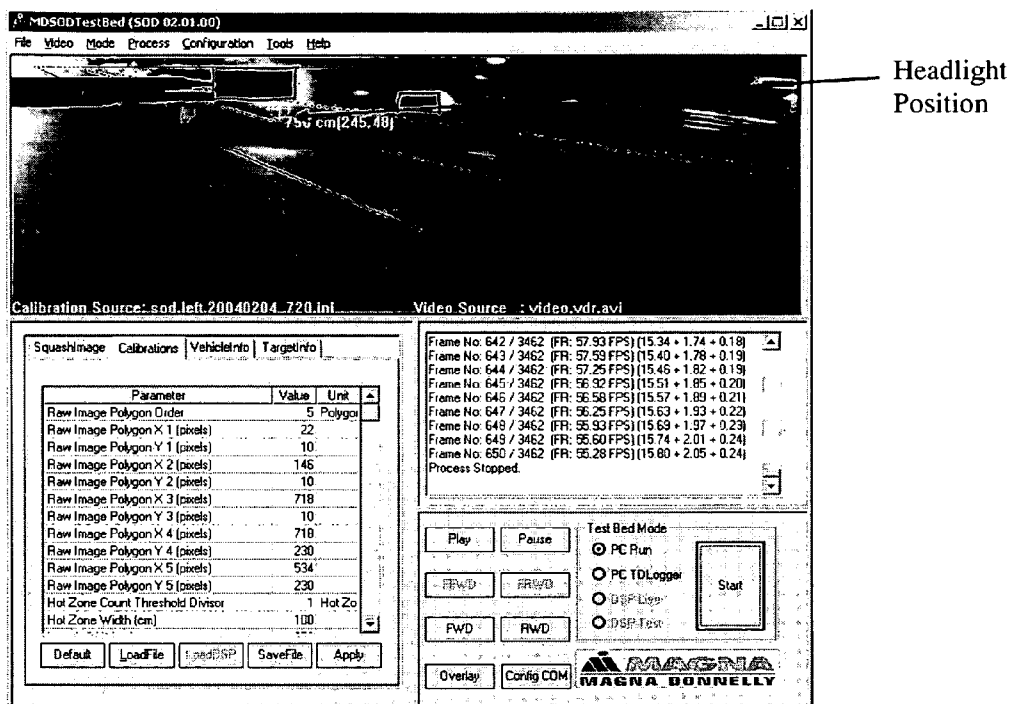 MDSODTestBed (SOD 02.01.00)
File Video Mode Process Configuration Tools Help
Headlight
Position
756 cm(245,48)
Calibration Source: sod.left.20040204_720.ini
Video Source : video.vdr.avi
SquashImage Calibrations VehicleInfo TargetInfo
Parameter Value Unit
Raw Image Polygon Order 5 Polygon
Raw Image Polygon X 1 (pixels) 22
Raw Image Polygon Y 1 (pixels) 10
Raw Image Polygon X 2 (pixels) 146
Raw Image Polygon Y 2 (pixels) 10
Raw Image Polygon X 3 (pixels) 718
Raw Image Polygon Y 3 (pixels) 10
Raw Image Polygon X 4 (pixels) 718
Raw Image Polygon Y 4 (pixels) 230
Raw Image Polygon X 5 (pixels) 534
Raw Image Polygon Y 5 (pixels) 230
Hot Zone Count Threshold Divisor 1 Hot Zo
Hot Zone Width (cm) 100
Default LoadFile LoadDSP SaveFile Apply
Frame No: 642 / 3462 (FR: 57.93 FPS) (15.34 + 1.74 + 0.18)
Frame No: 643 / 3462 (FR: 57.59 FPS) (15.40 + 1.78 + 0.19)
Frame No: 644 / 3462 (FR: 57.25 FPS) (15.46 + 1.82 + 0.19)
Frame No: 645 / 3462 (FR: 56.92 FPS) (15.51 + 1.85 + 0.20)
Frame No: 646 / 3462 (FR: 56.58 FPS) (15.57 + 1.89 + 0.21)
Frame No: 647 / 3462 (FR: 56.25 FPS) (15.63 + 1.93 + 0.22)
Frame No: 648 / 3462 (FR: 55.93 FPS) (15.69 + 1.97 + 0.23)
Frame No: 649 / 3462 (FR: 55.60 FPS) (15.74 + 2.01 + 0.24)
Frame No: 650 / 3462 (FR: 55.28 FPS) (15.80 + 2.05 + 0.24)
Process Stopped.
Play Pause
FFWD FRWD
FWD RWD
Overlay Config COM
Test Bed Mode
PC Run
PC TDLogger
DSP Live
DSP Test
Start
MAGNA
MAGNA DONNELLY